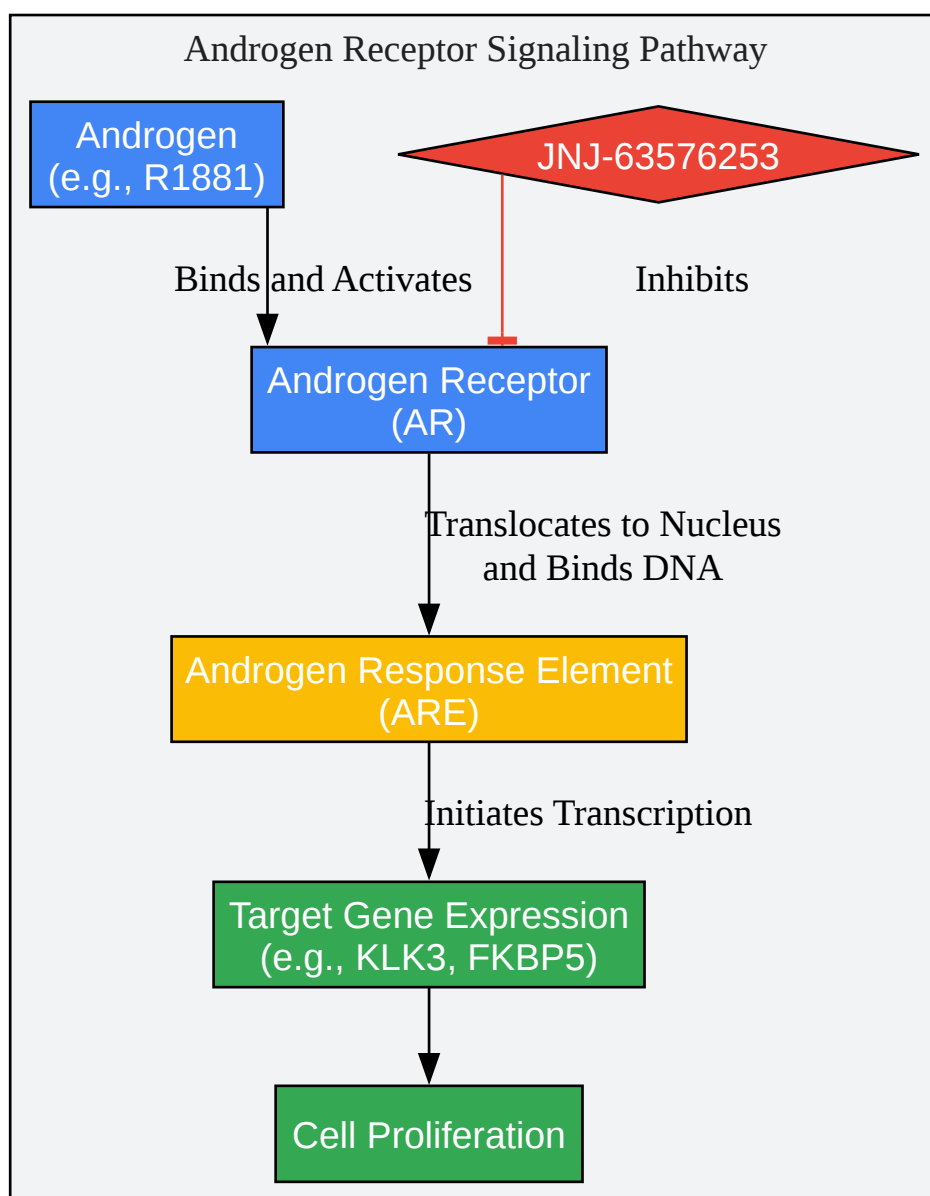 Androgen Receptor Signaling Pathway
Androgen
(e.g., R1881)
JNJ-63576253
Binds and Activates
Inhibits
Androgen Receptor
(AR)
Translocates to Nucleus
and Binds DNA
Androgen Response Element
(ARE)
Initiates Transcription
Target Gene Expression
(e.g., KLK3, FKBP5)
Cell Proliferation